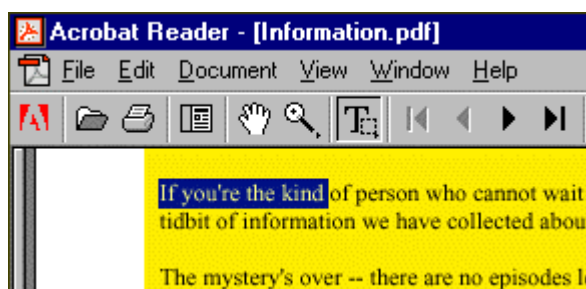 Acrobat Reader - [Information.pdf]
File Edit Document View Window Help
If you're the kind of person who cannot wait
tidbit of information we have collected abou
The mystery's over -- there are no episodes l